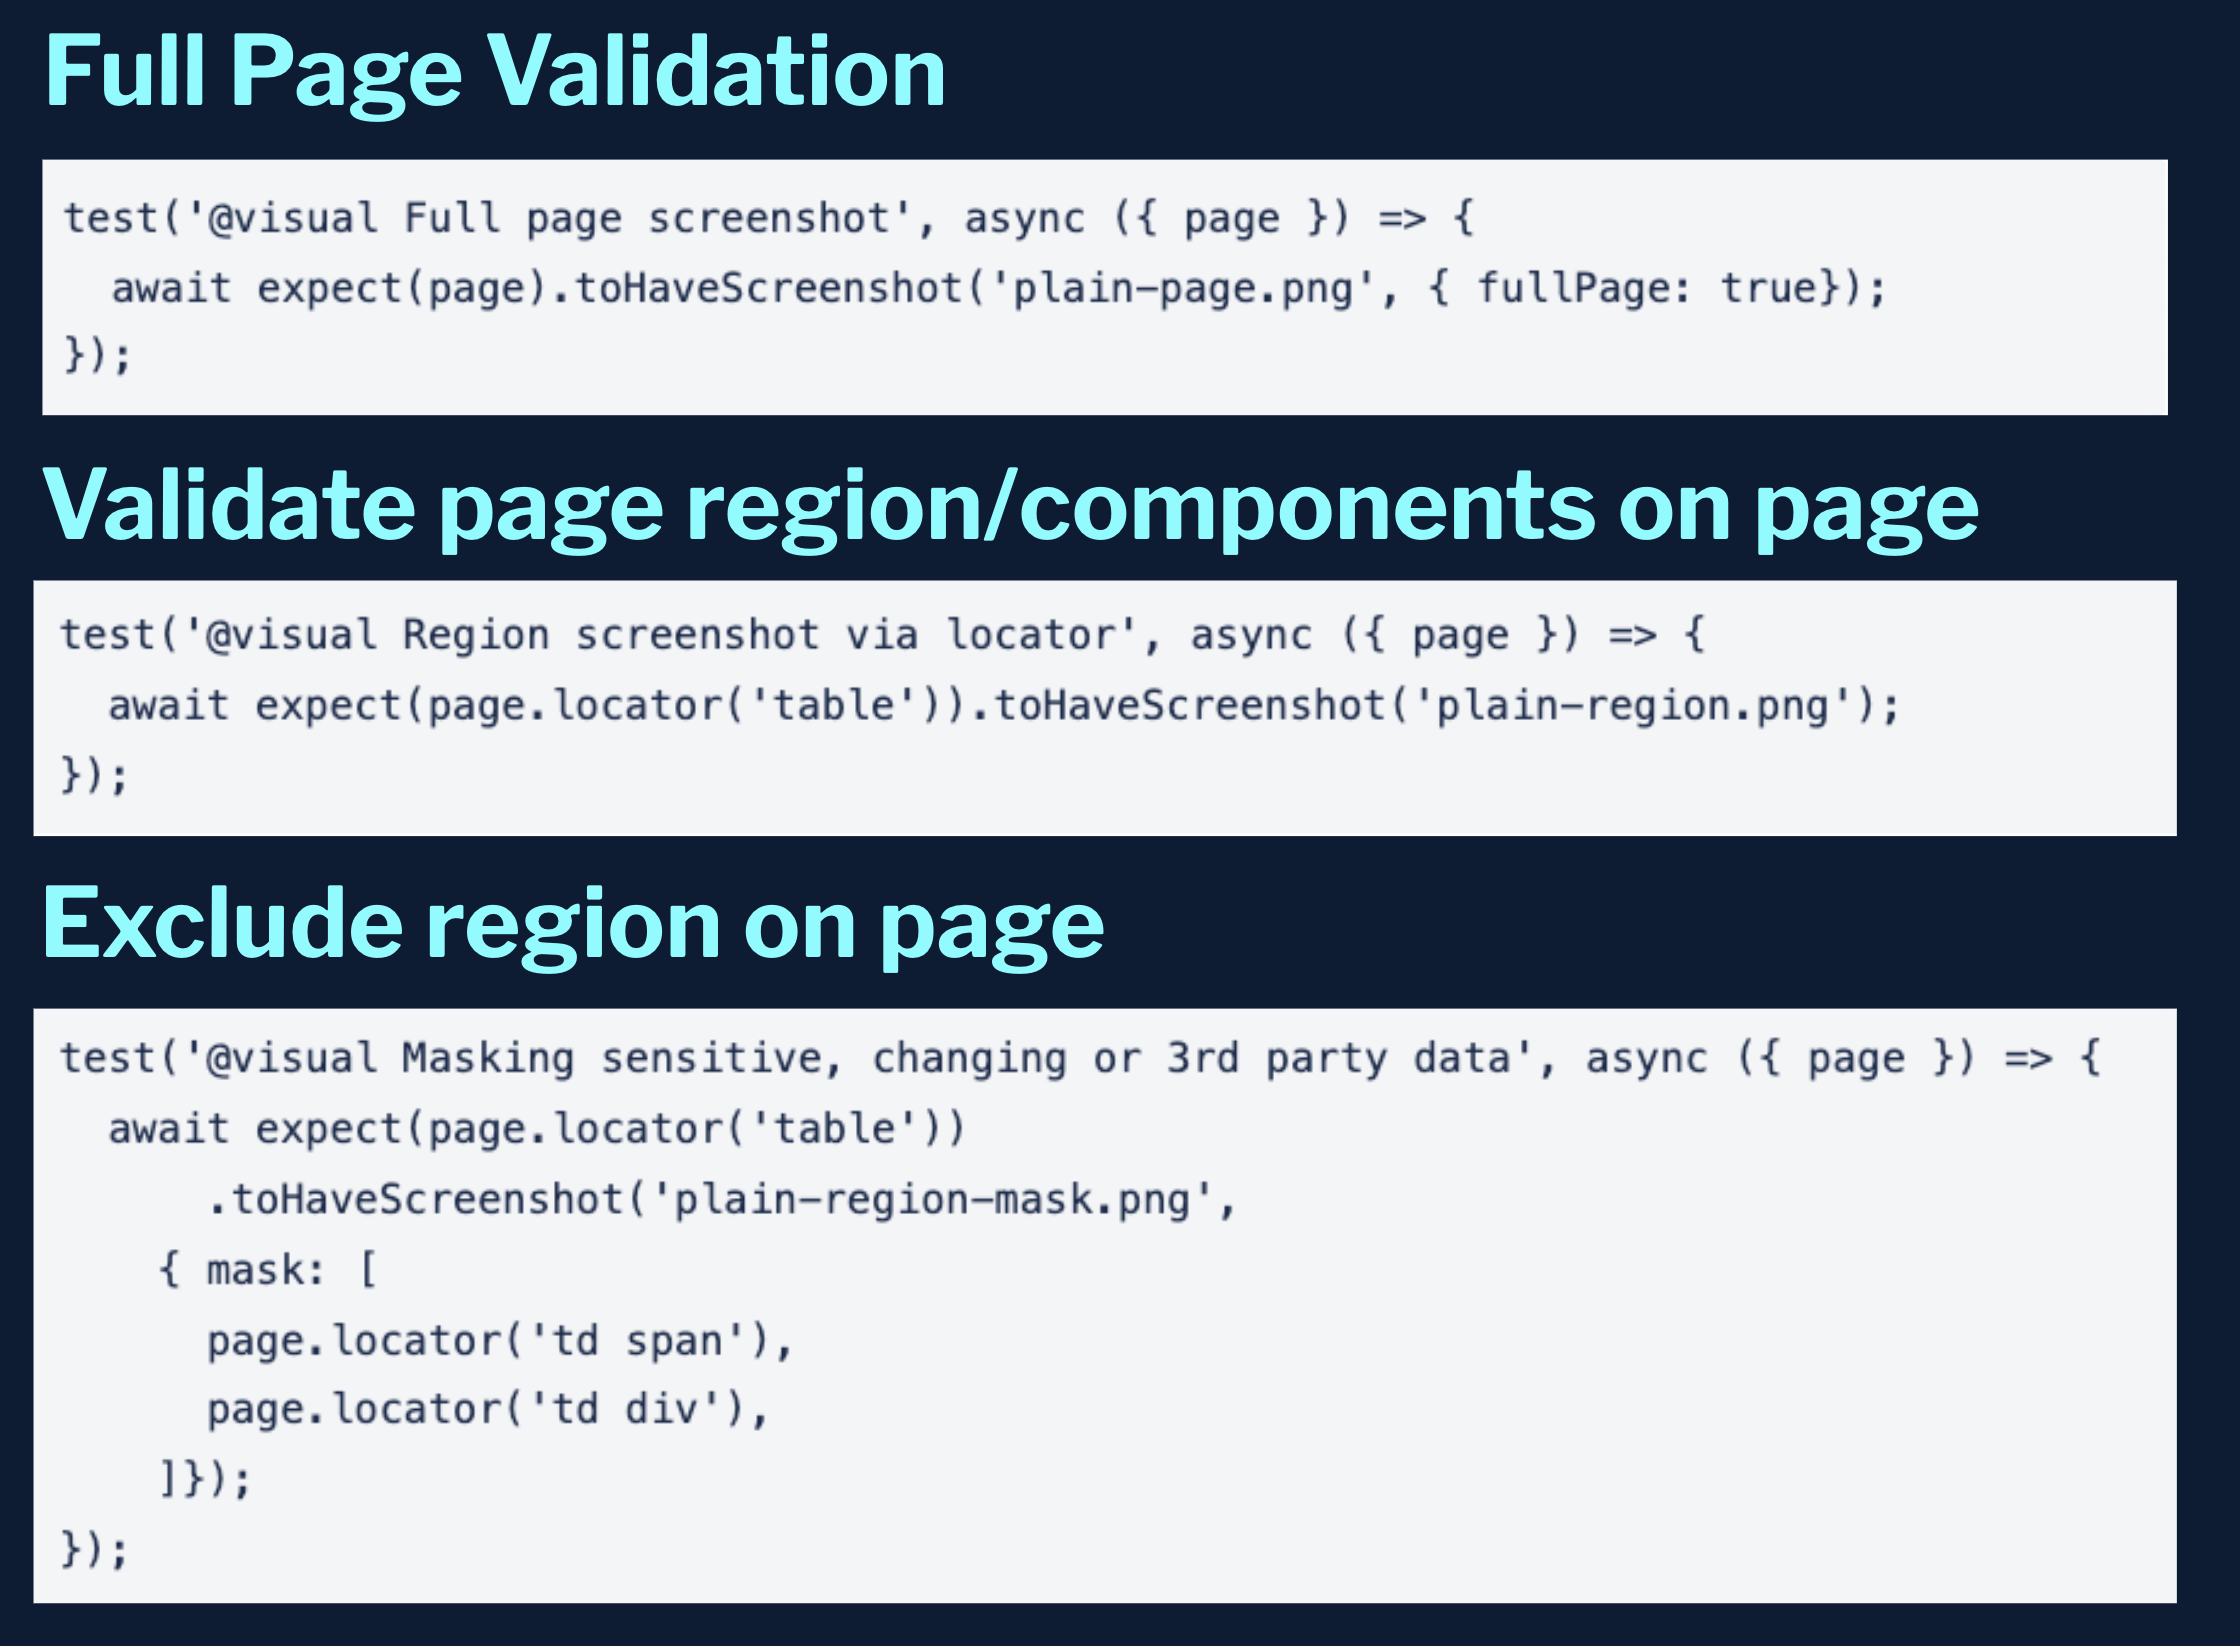 Full Page Validation
test('@visual Full page screenshot', async ({ page }) => {
  await expect(page).toHaveScreenshot('plain-page.png', { fullPage: true});
});
Validate page region/components on page
test('@visual Region screenshot via locator', async ({ page }) => {
  await expect(page.locator('table')).toHaveScreenshot('plain-region.png');
});
Exclude region on page
test('@visual Masking sensitive, changing or 3rd party data', async ({ page }) => {
  await expect(page.locator('table'))
      .toHaveScreenshot('plain-region-mask.png',
    { mask: [
      page.locator('td span'),
      page.locator('td div'),
    ]});
});